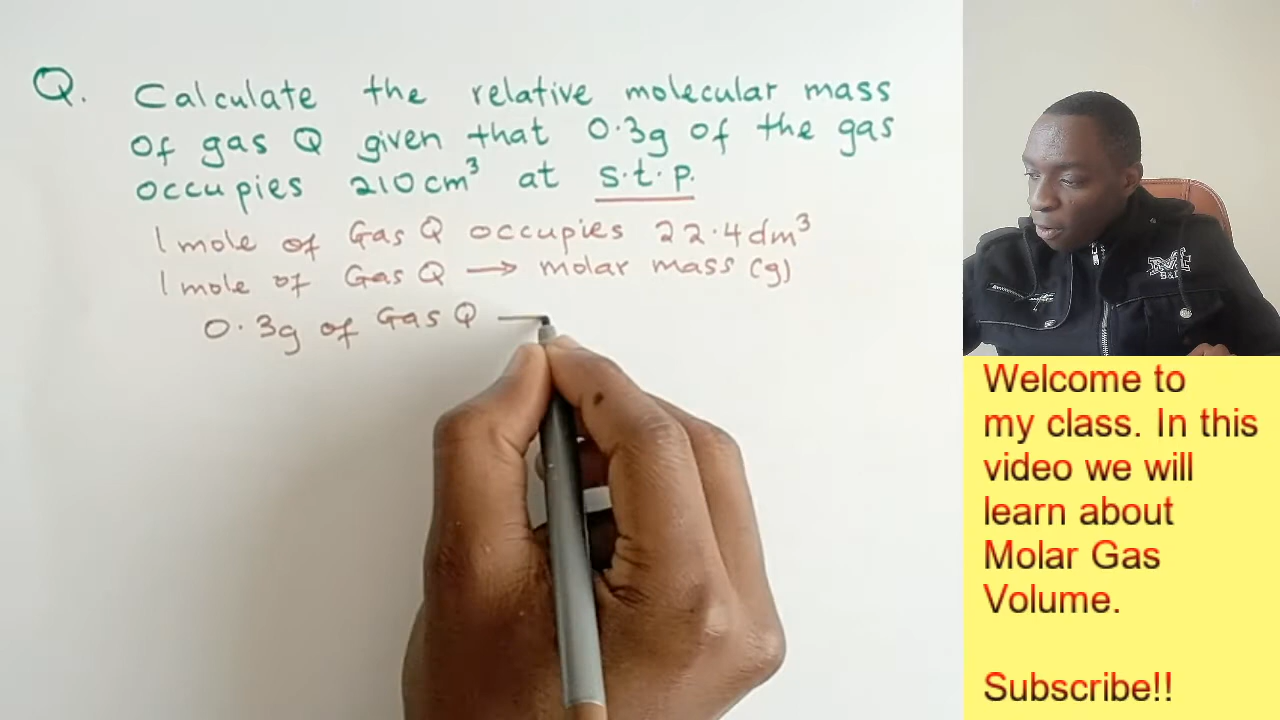 Q. Calculate the relative molecular mass
of gas Q given that 0.3g of the gas
occupies 210cm³ at s.t.p.
1 mole of Gas Q occupies 22.4dm³
1 mole of Gas Q → molar mass (g)
0.3g of Gas Q —
Welcome to
my class. In this
video we will
learn about
Molar Gas
Volume.
Subscribe!!